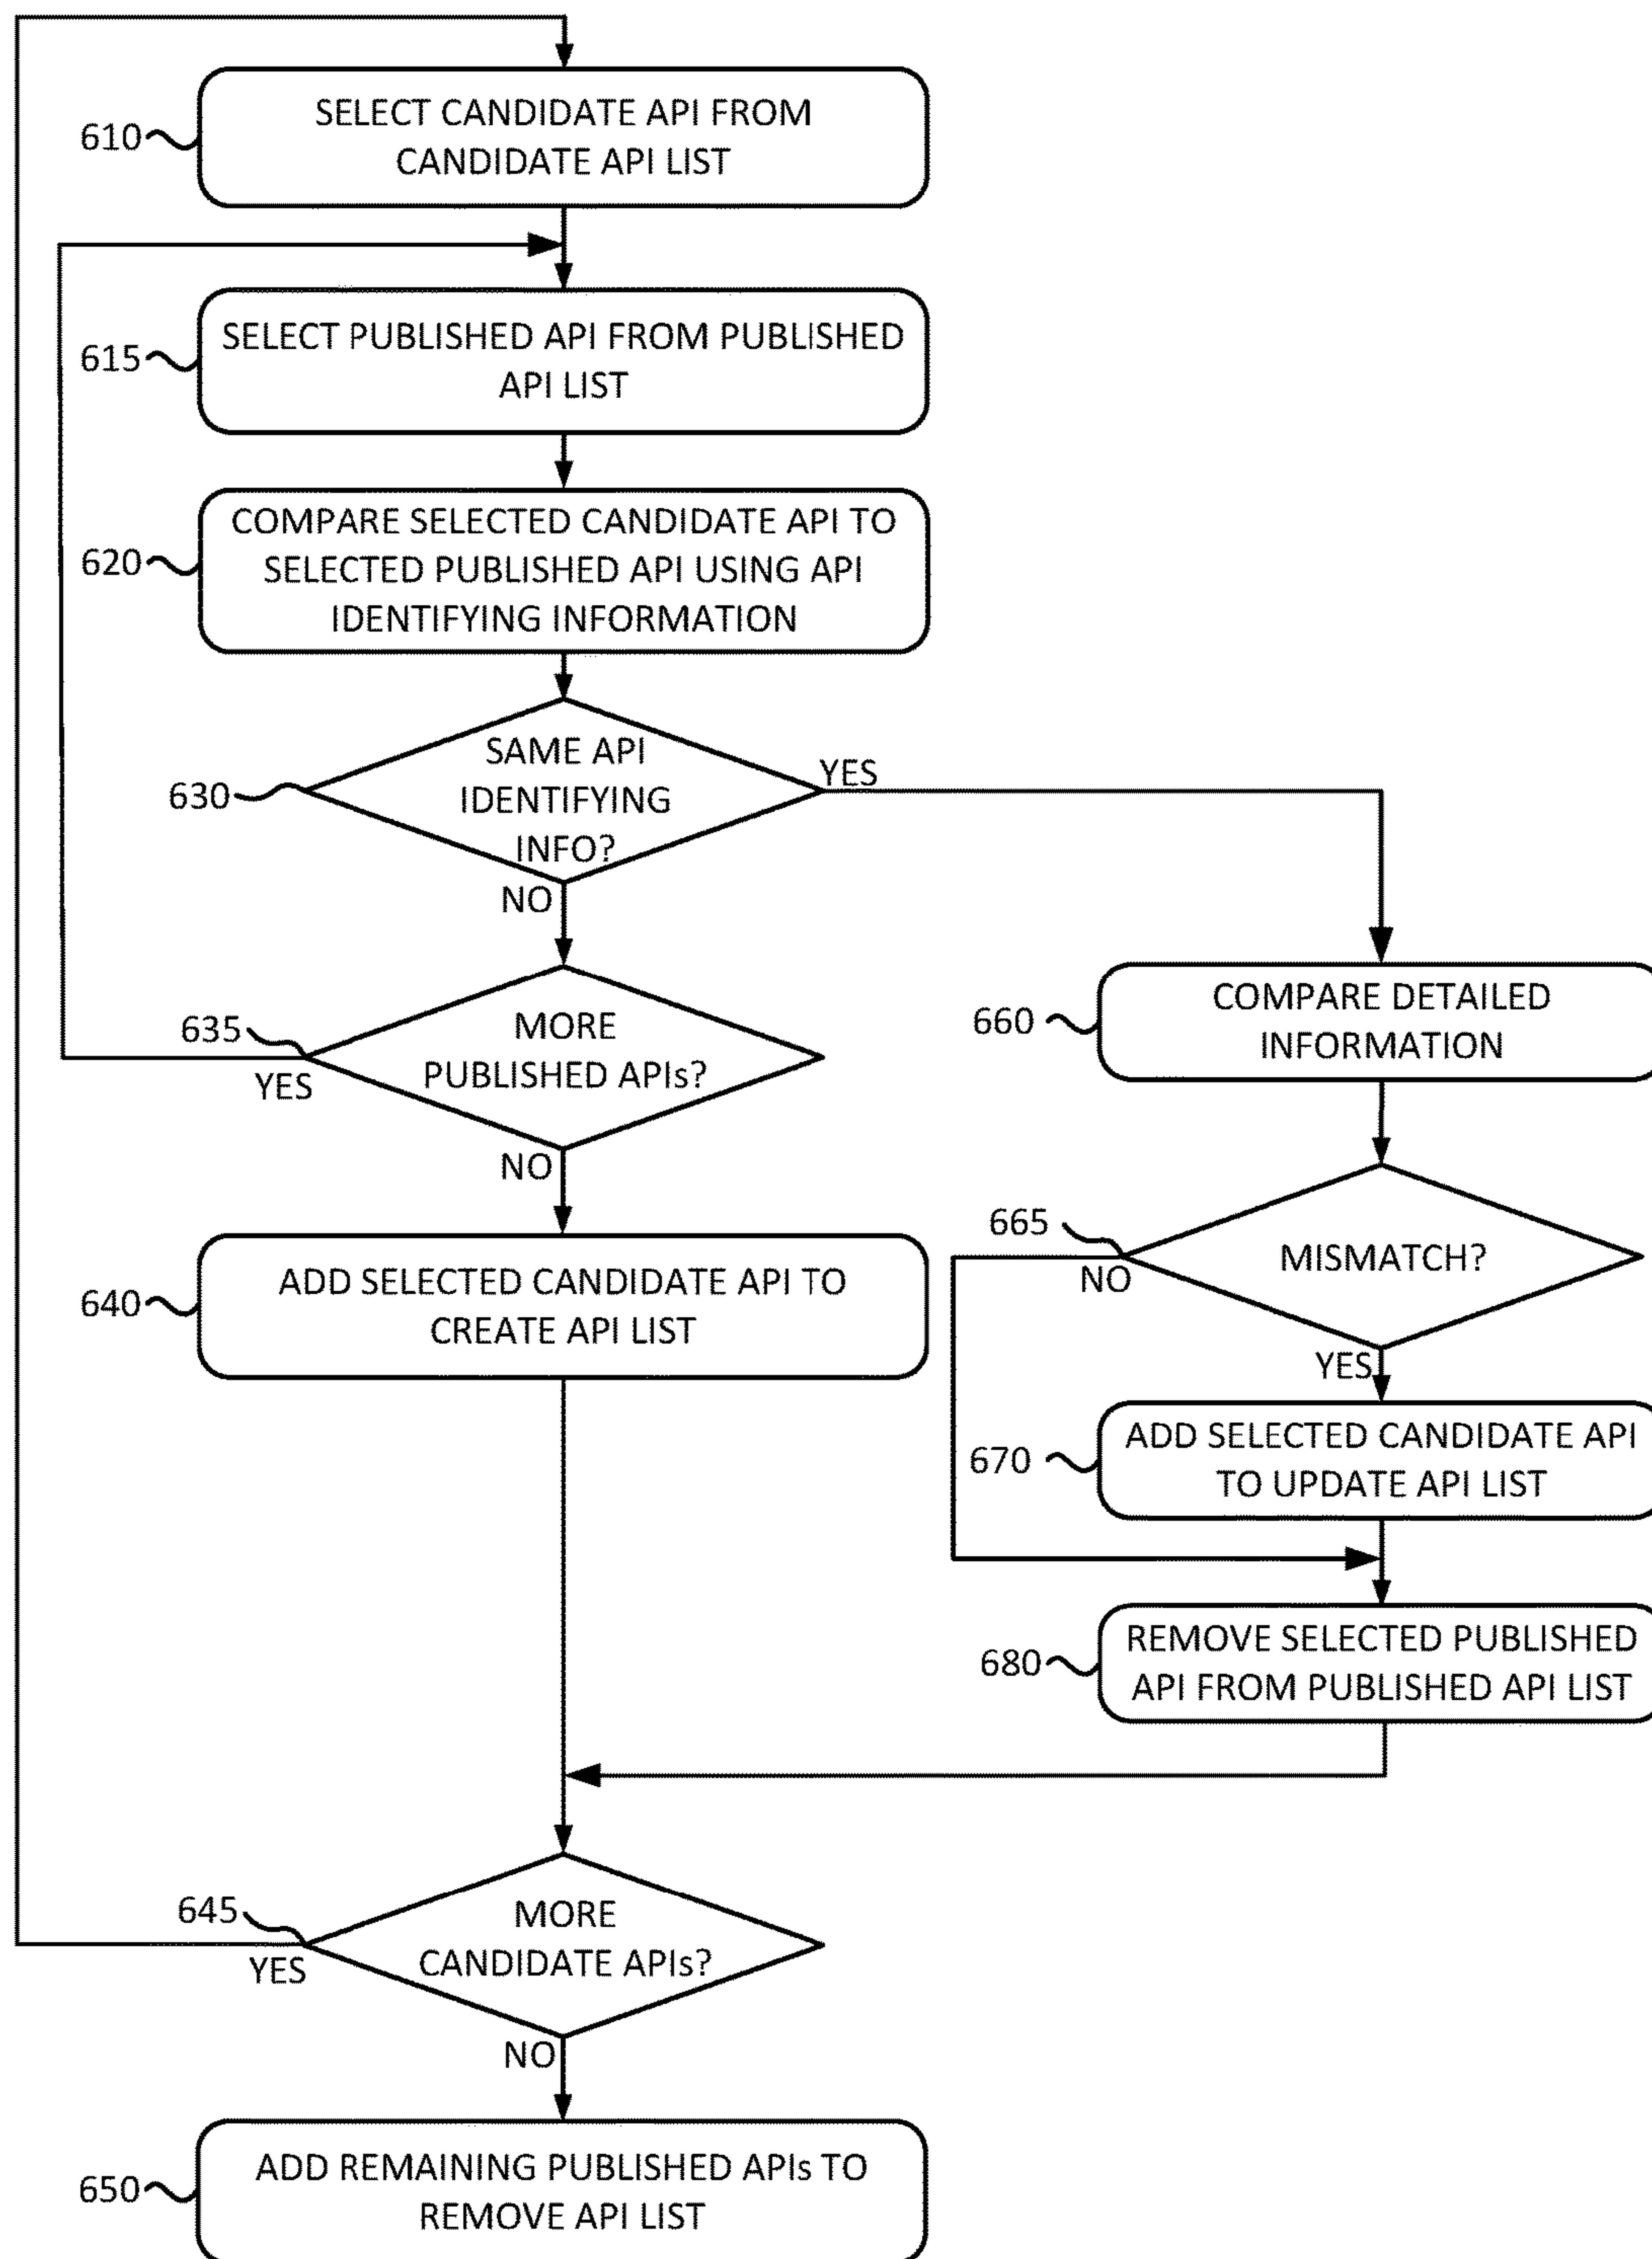 610
SELECT CANDIDATE API FROM
CANDIDATE API LIST
615
SELECT PUBLISHED API FROM PUBLISHED
API LIST
620
COMPARE SELECTED CANDIDATE API TO
SELECTED PUBLISHED API USING API
IDENTIFYING INFORMATION
630
SAME API
IDENTIFYING
INFO?
YES
NO
635
MORE
PUBLISHED APIs?
YES
NO
640
ADD SELECTED CANDIDATE API TO
CREATE API LIST
660
COMPARE DETAILED
INFORMATION
665
MISMATCH?
NO
YES
670
ADD SELECTED CANDIDATE API
TO UPDATE API LIST
680
REMOVE SELECTED PUBLISHED
API FROM PUBLISHED API LIST
645
MORE
CANDIDATE APIs?
YES
NO
650
ADD REMAINING PUBLISHED APIs TO
REMOVE API LIST